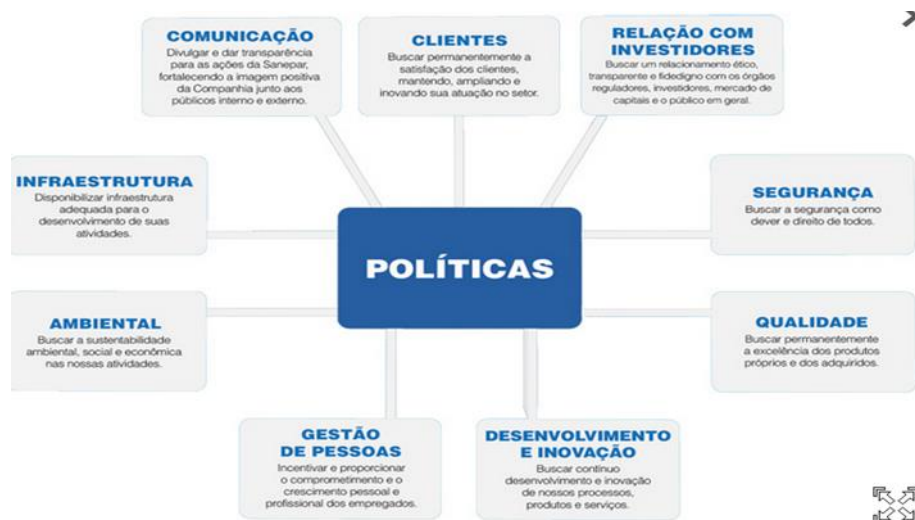 COMUNICAÇÃO
Divulgar e dar transparência
para as ações da Sanepar,
fortalecendo a imagem positiva
da Companhia junto aos
públicos interno e externo.
CLIENTES
Buscar permanentemente a
satisfação dos clientes,
mantendo, ampliando e
inovando sua atuação no setor.
RELAÇÃO COM
INVESTIDORES
Buscar um relacionamento ético,
transparente e fidedigno com os órgãos
reguladores, investidores, mercado de
capitais e o público em geral.
INFRAESTRUTURA
Disponibilizar infraestrutura
adequada para o
desenvolvimento de suas
atividades.
SEGURANÇA
Buscar a segurança como
dever e direito de todos.
POLÍTICAS
AMBIENTAL
Buscar a sustentabilidade
ambiental, social e econômica
nas nossas atividades.
QUALIDADE
Buscar permanentemente
a excelência dos produtos
próprios e dos adquiridos.
GESTÃO
DE PESSOAS
Incentivar e proporcionar
o comprometimento e o
crescimento pessoal e
profissional dos empregados.
DESENVOLVIMENTO
E INOVAÇÃO
Buscar contínuo
desenvolvimento e inovação
de nossos processos,
produtos e serviços.